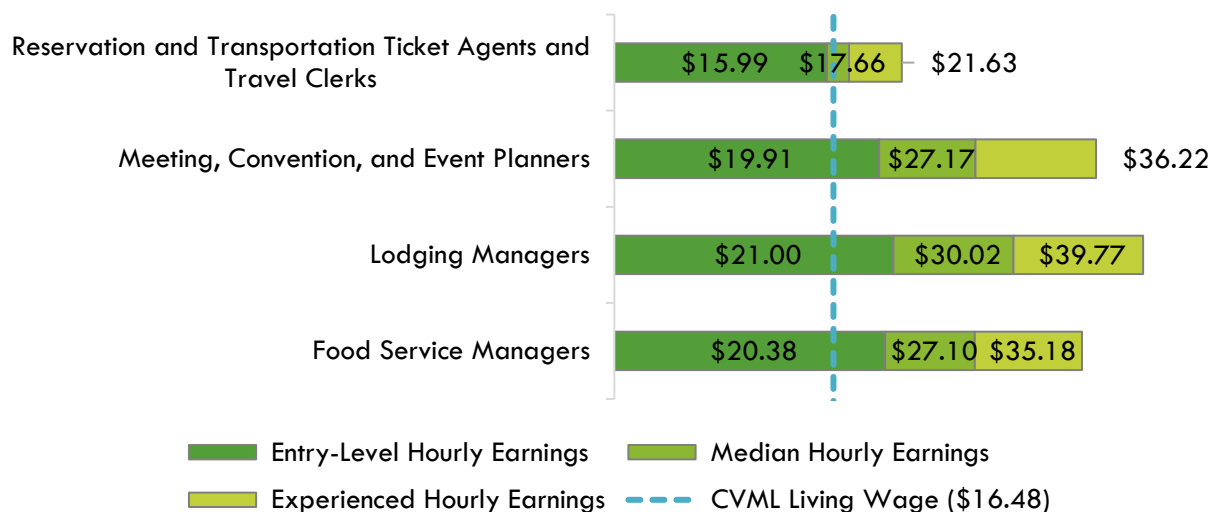 Reservation and Transportation Ticket Agents and
Travel Clerks
$15.99 $17.66 $21.63
Meeting, Convention, and Event Planners
$19.91 $27.17 $36.22
Lodging Managers
$21.00 $30.02 $39.77
Food Service Managers
$20.38 $27.10 $35.18
Entry-Level Hourly Earnings Median Hourly Earnings
Experienced Hourly Earnings CVML Living Wage ($16.48)